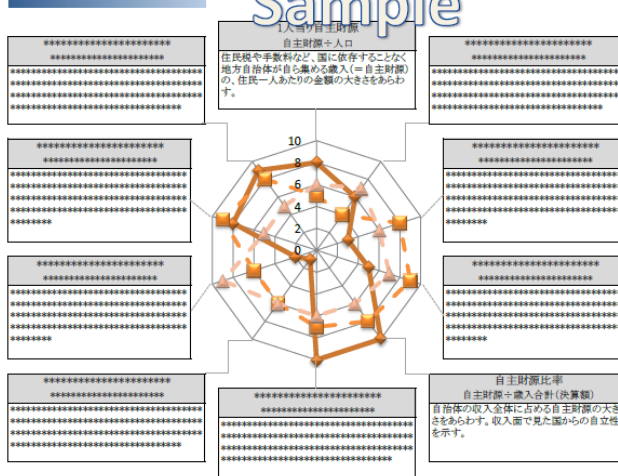 Sample
1人当り自主財源
自主財源÷人口
住民税や手数料など、国に依存することなく
地方自治体が自ら集める歳入(=自主財源)
の、住民一人あたりの金額の大きさをあらわ
す。
**********************
********************
**********************
********************
**********************
********************
**********************
********************
10
8
6
4
2
0
**********************
********************
**********************
********************
**********************
********************
**********************
********************
自主財源比率
自主財源÷歳入合計(決算額)
自治体の収入全体に占める自主財源の大き
さをあらわす。収入面で見た国からの自立性
を示す。